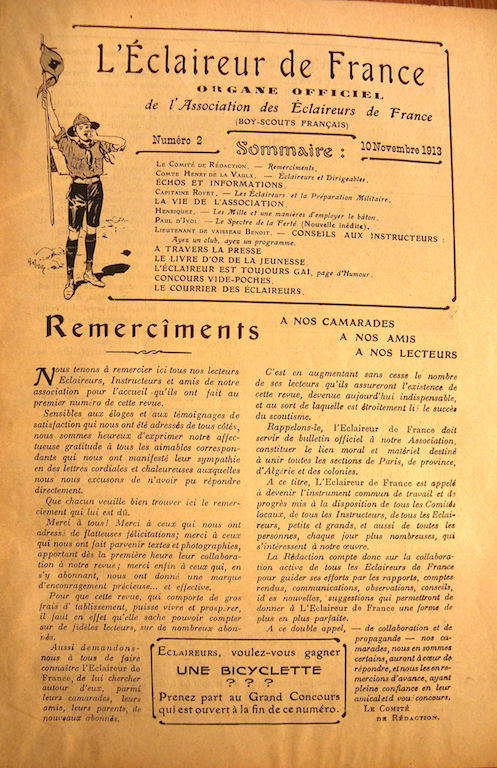 L'Éclaireur de France
ORGANE OFFICIEL
de l'Association des Éclaireurs de France
(BOY-SCOUTS FRANÇAIS)
Numéro 2
Sommaire :
10 Novembre 1913
LE COMITÉ DE RÉDACTION. — Remerciments.
COMTE HENRY DE LA VAULX. — Éclaireurs et Dirigeables.
ÉCHOS ET INFORMATIONS.
CAPITAINE ROYET. — Les Éclaireurs et la Préparation Militaire.
LA VIE DE L'ASSOCIATION.
HENRIQUEZ. — Les Mille et une manières d'employer le bâton.
PAUL D'IVOI. — Le Spectre de la Ferté (Nouvelle inédite).
LIEUTENANT DE VAISSEAU BENOIT. — CONSEILS AUX INSTRUCTEURS :
Ayez un club, ayez un programme.
A TRAVERS LA PRESSE
LE LIVRE D'OR DE LA JEUNESSE
L'ÉCLAIREUR EST TOUJOURS GAI, page d'Humour.
CONCOURS VIDE-POCHES.
LE COURRIER DES ÉCLAIREURS.
Remercîments
A NOS CAMARADES
A NOS AMIS
A NOS LECTEURS
Nous tenons à remercier ici tous nos lecteurs
Eclaireurs, Instructeurs et amis de notre
association pour l'accueil qu'ils ont fait au
premier numéro de cette revue.
Sensibles aux éloges et aux témoignages de
satisfaction qui nous ont été adressés de tous côtés,
nous sommes heureux d'exprimer notre affec-
tueuse gratitude à tous les aimables correspon-
dants qui nous ont manifesté leur sympathie
en des lettres cordiales et chaleureuses auxquelles
nous nous excusons de n'avoir pu répondre
directement.
Que chacun veuille bien trouver ici le remer-
ciement qui lui est dû.
Merci à tous! Merci à ceux qui nous ont
adressé de flatteuses félicitations; merci à ceux
qui nous ont fait parvenir textes et photographies,
apportant dès la première heure leur collabora-
tion à notre revue; merci enfin à ceux qui, en
s'y abonnant, nous ont donné une marque
d'encouragement précieuse... et effective.
Pour que cette revue, qui comporte de gros
frais d' tablissement, puisse vivre et prospérer,
il faut en effet qu'elle sache pouvoir compter
sur de fidèles lecteurs, sur de nombreux abon-
nés.
Aussi demandons-
nous à tous de faire
connaître l'Eclaireur de
France, de lui chercher
autour d'eux, parmi
leurs camarades, leurs
amis, leurs parents, de
nouveaux abonnés.
C'est en augmentant sans cesse le nombre
de ses lecteurs qu'ils assureront l'existence de
cette revue, devenue aujourd'hui indispensable,
et au sort de laquelle est étroitement lié le succès
du scoutisme.
Rappelons-le, l'Eclaireur de France doit
servir de bulletin officiel à notre Association,
constituer le lien moral et matériel destiné
à unir toutes les sections de Paris, de province,
d'Algérie et des colonies.
A ce titre, L'Eclaireur de France est appelé
à devenir l'instrument commun de travail et de
progrès mis à la disposition de tous les Comités
locaux, de tous les Instructeurs, de tous les Eclai-
reurs, petits et grands, et aussi de toutes les
personnes, chaque jour plus nombreuses, qui
s'intéressent à notre œuvre.
La Rédaction compte donc sur la collabora-
tion active de tous les Eclaireurs de France
pour guider ses efforts par les rapports, comptes
rendus, communications, observations, conseils,
idées nouvelles, suggestions qui permettront de
donner à L'Eclaireur de France une forme de
plus en plus parfaite.
A ce double appel, — de collaboration et de
propagande — nos ca-
marades, nous en sommes
certains, auront à cœur de
répondre, et nous les en re-
mercions d'avance, ayant
pleine confiance en leur
amical et dévoué concours.
LE COMITÉ
DE RÉDACTION.
ECLAIREURS, voulez-vous gagner
UNE BICYCLETTE
? ? ?
Prenez part au Grand Concours
qui est ouvert à la fin de ce numéro.